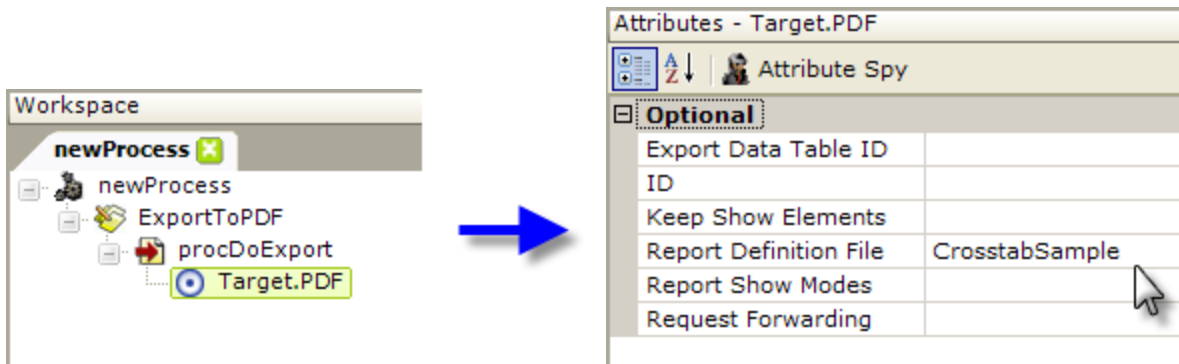 Workspace
newProcess
newProcess
ExportToPDF
procDoExport
Target.PDF
Attributes - Target.PDF
A Z Attribute Spy
Optional
Export Data Table ID
ID
Keep Show Elements
Report Definition File CrosstabSample
Report Show Modes
Request Forwarding